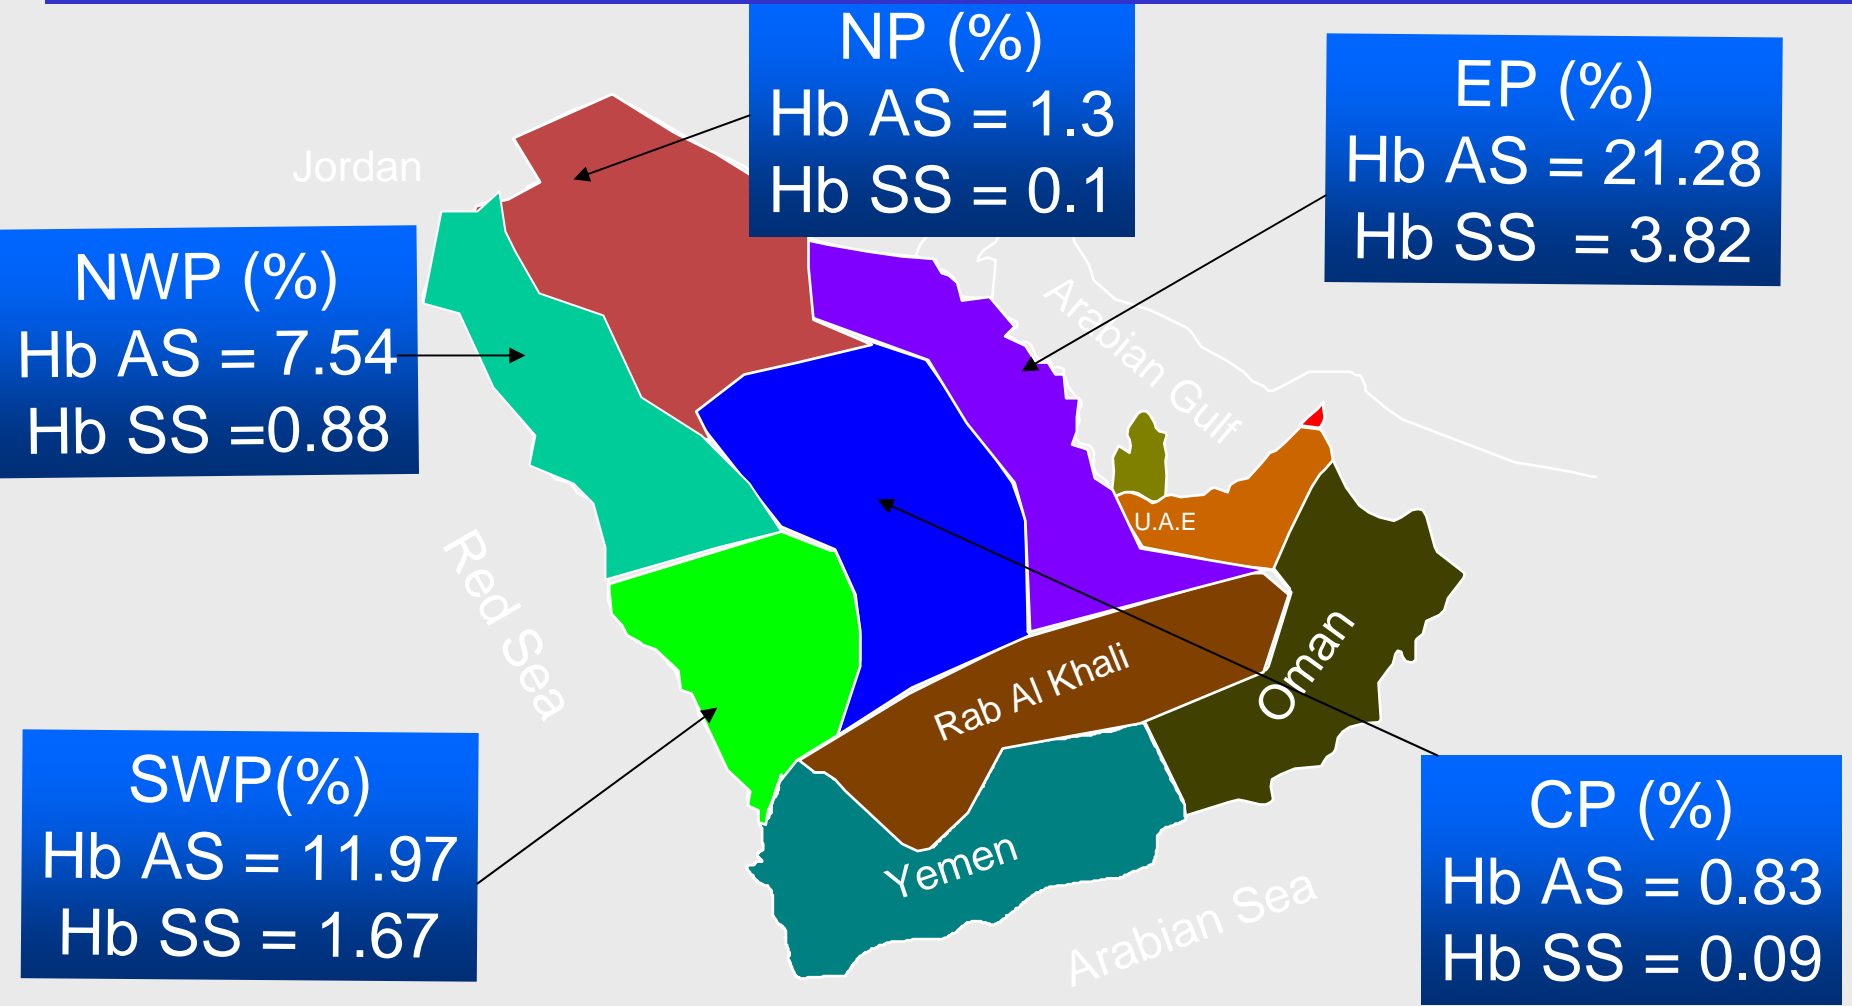 NP (%)
Hb AS = 1.3
Hb SS = 0.1
EP (%)
Hb AS = 21.28
Hb SS  = 3.82
Jordan
NWP (%)
Hb AS = 7.54
Hb SS =0.88
Arabian Gulf
U.A.E
Red Sea
Oman
Rab Al Khali
SWP(%)
Hb AS = 11.97
Hb SS = 1.67
Yemen
Arabian Sea
CP (%)
Hb AS = 0.83
Hb SS = 0.09